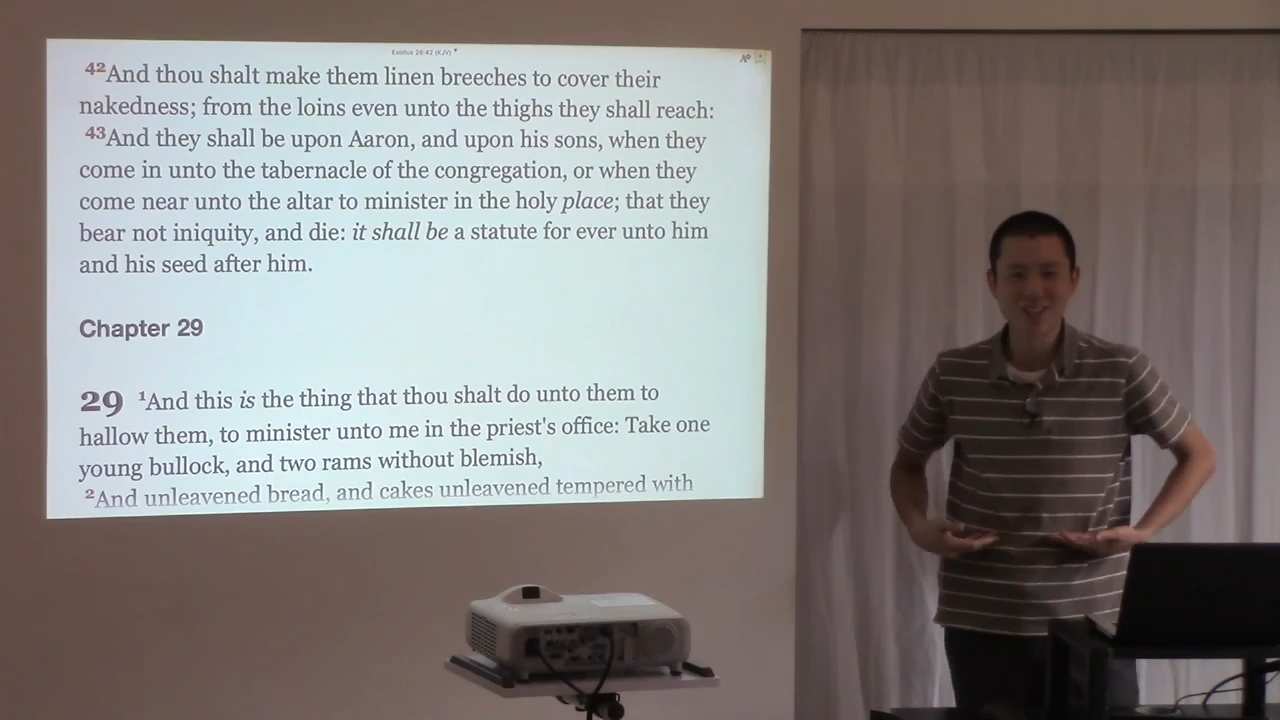 Exodus 28:42 (KJV)
42And thou shalt make them linen breeches to cover their
nakedness; from the loins even unto the thighs they shall reach:
43And they shall be upon Aaron, and upon his sons, when they
come in unto the tabernacle of the congregation, or when they
come near unto the altar to minister in the holy place; that they
bear not iniquity, and die: it shall be a statute for ever unto him
and his seed after him.
Chapter 29
29 1And this is the thing that thou shalt do unto them to
hallow them, to minister unto me in the priest's office: Take one
young bullock, and two rams without blemish,
2And unleavened bread, and cakes unleavened tempered with